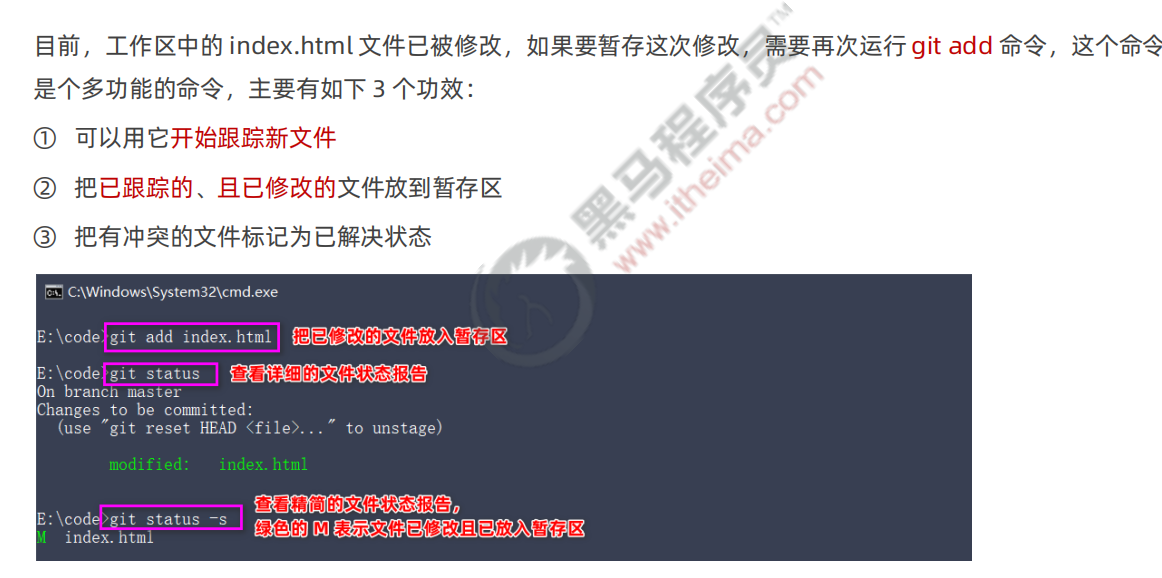 目前，工作区中的 index.html 文件已被修改，如果要暂存这次修改，需要再次运行 git add 命令，这个命令
是个多功能的命令，主要有如下 3 个功效：
① 可以用它开始跟踪新文件
② 把已跟踪的、且已修改的文件放到暂存区
③ 把有冲突的文件标记为已解决状态
黑马程序员™
www.itheima.com
C:\Windows\System32\cmd.exe
E:\code>git add index.html 把已修改的文件放入暂存区
E:\code>git status 查看详细的文件状态报告
On branch master
Changes to be committed:
(use "git reset HEAD <file>..." to unstage)
modified: index.html
查看精简的文件状态报告，
E:\code>git status -s 绿色的 M 表示文件已修改且已放入暂存区
M index.html